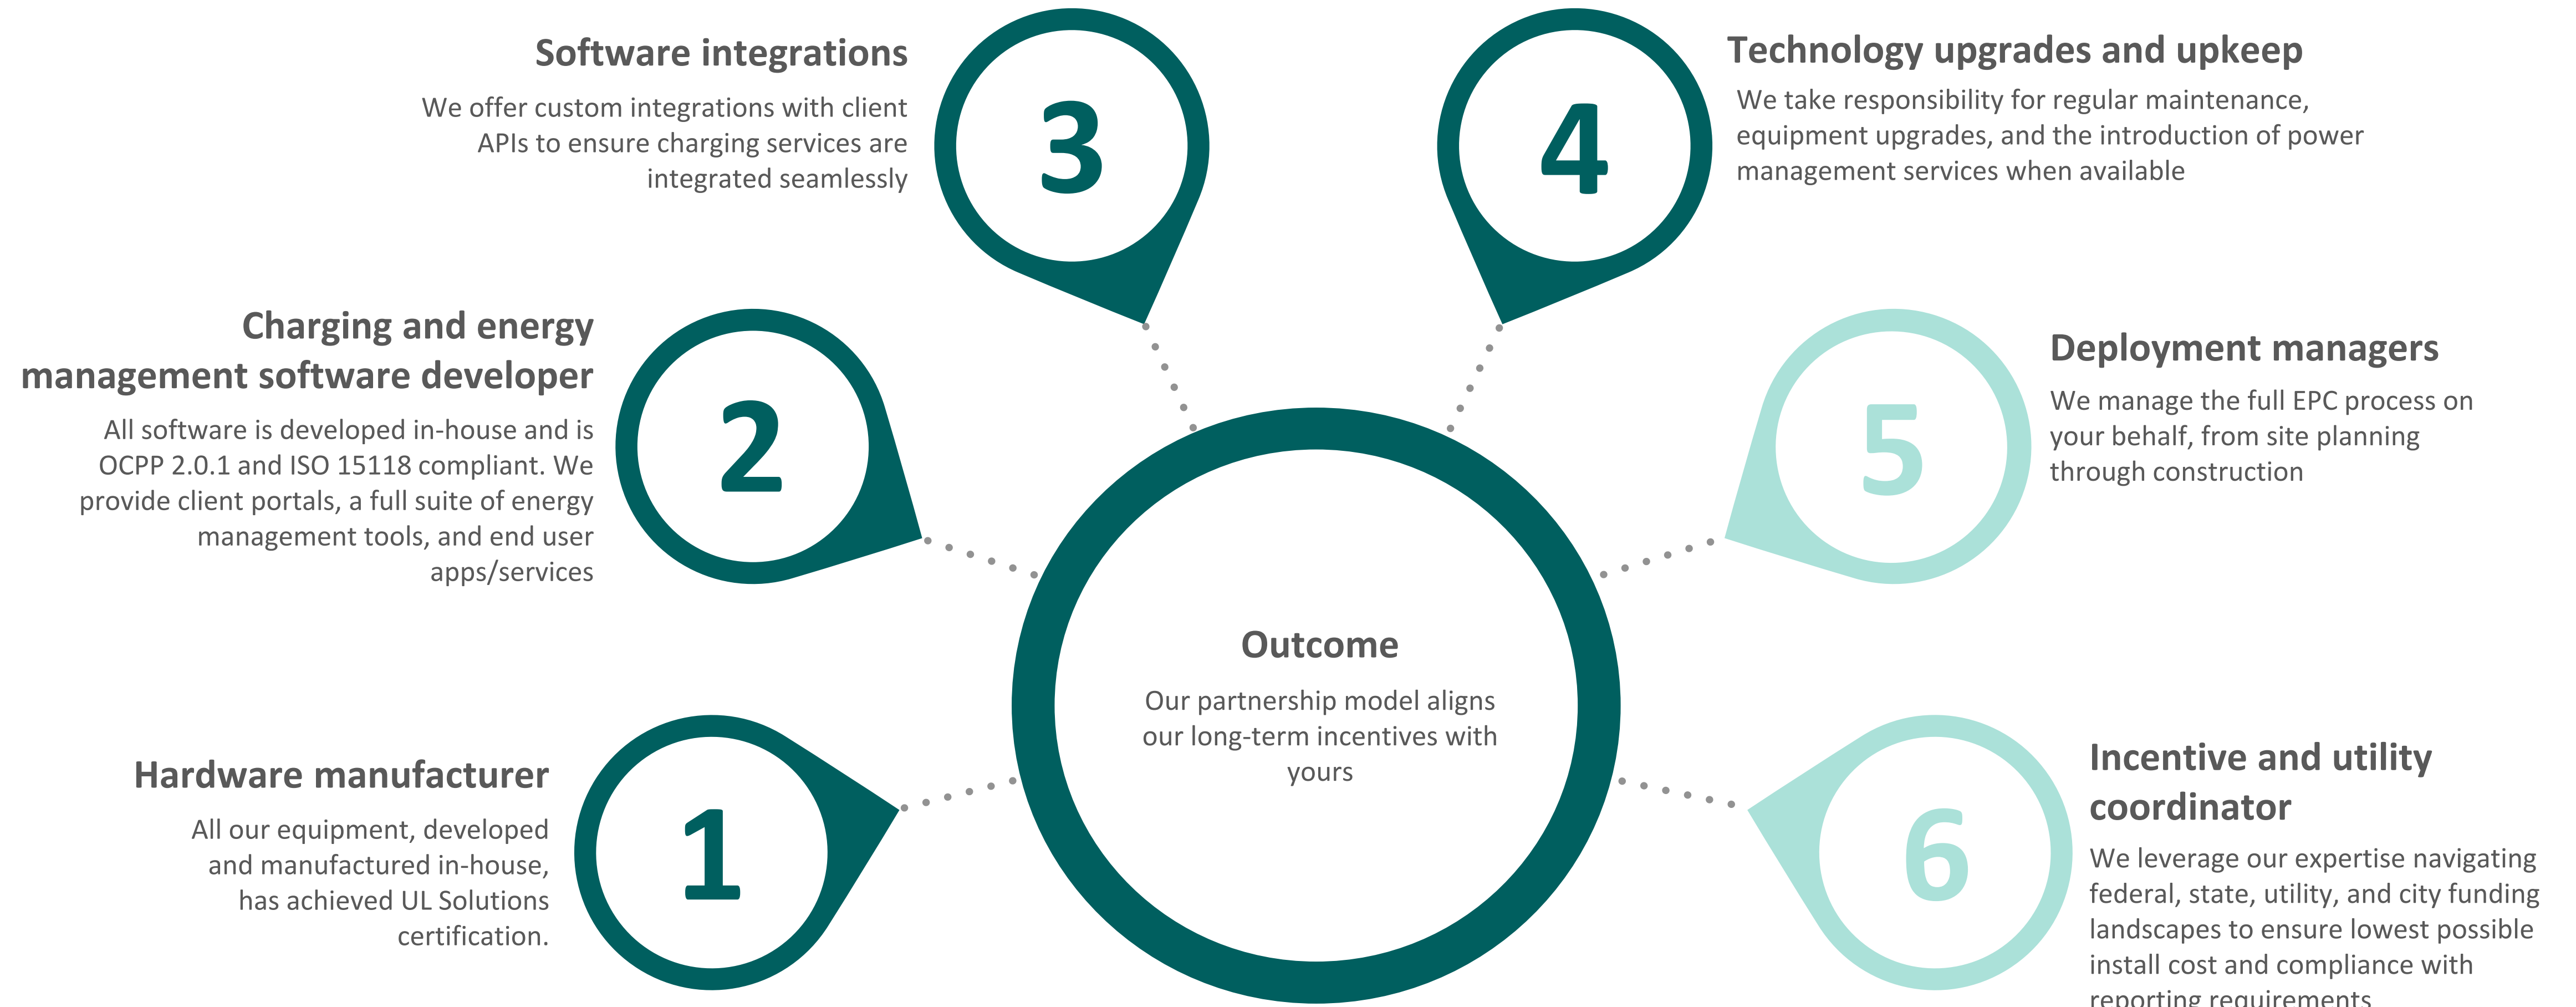 Software integrations
We offer custom integrations with client
APIs to ensure charging services are
integrated seamlessly
3
4
Technology upgrades and upkeep
We take responsibility for regular maintenance,
equipment upgrades, and the introduction of power
management services when available
Charging and energy
management software developer
All software is developed in-house and is
OCPP 2.0.1 and ISO 15118 compliant. We
provide client portals, a full suite of energy
management tools, and end user
apps/services
2
5
Deployment managers
We manage the full EPC process on
your behalf, from site planning
through construction
Outcome
Our partnership model aligns
our long-term incentives with
yours
Hardware manufacturer
All our equipment, developed
and manufactured in-house,
has achieved UL Solutions
certification.
1
6
Incentive and utility
coordinator
We leverage our expertise navigating
federal, state, utility, and city funding
landscapes to ensure lowest possible
install cost and compliance with
reporting requirements